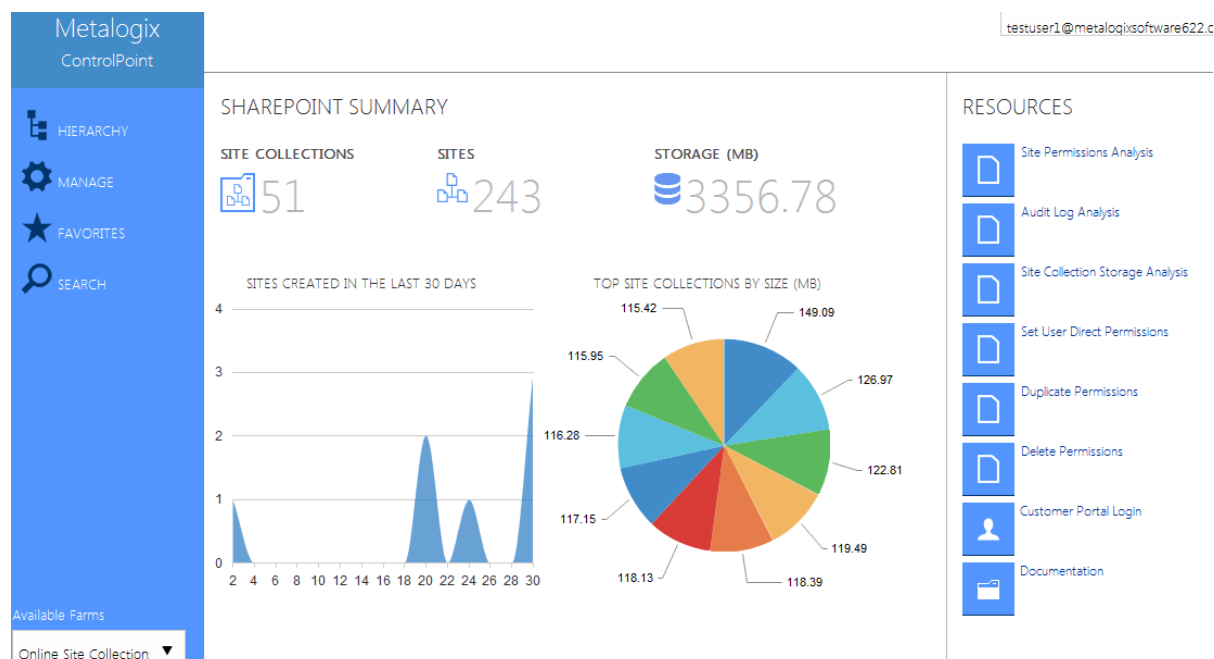 Metalogix
ControlPoint
testuser1@metalogixsoftware622.c
HIERARCHY
MANAGE
FAVORITES
SEARCH
Available Farms
Online Site Collection
SHAREPOINT SUMMARY
SITE COLLECTIONS
51
SITES
243
STORAGE (MB)
3356.78
SITES CREATED IN THE LAST 30 DAYS
4
3
2
1
0
2 4 6 8 10 12 14 16 18 20 22 24 26 28 30
TOP SITE COLLECTIONS BY SIZE (MB)
149.09
126.97
122.81
119.49
118.39
118.13
117.15
116.28
115.95
115.42
RESOURCES
Site Permissions Analysis
Audit Log Analysis
Site Collection Storage Analysis
Set User Direct Permissions
Duplicate Permissions
Delete Permissions
Customer Portal Login
Documentation